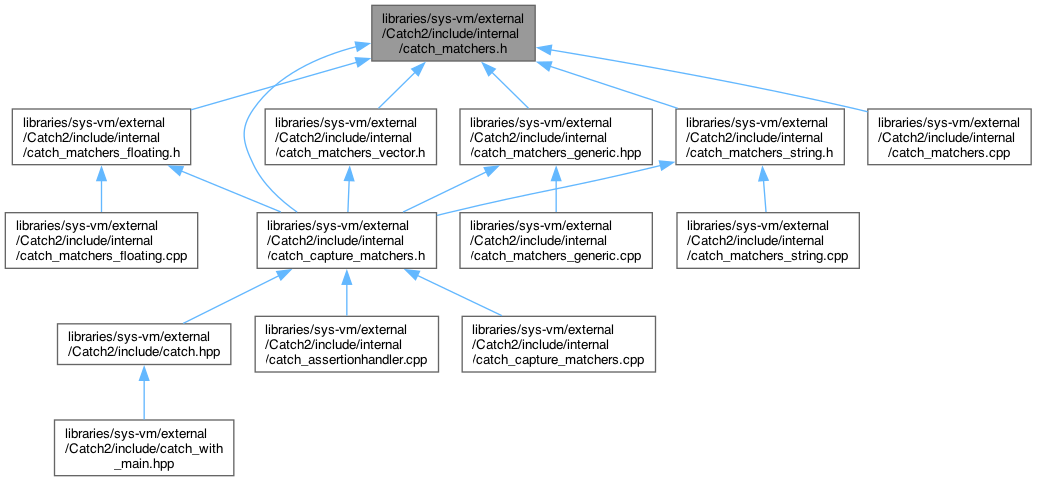 libraries/sys-vm/external
/Catch2/include/internal
/catch_matchers.h
libraries/sys-vm/external
/Catch2/include/internal
/catch_matchers_floating.h
libraries/sys-vm/external
/Catch2/include/internal
/catch_matchers_vector.h
libraries/sys-vm/external
/Catch2/include/internal
/catch_matchers_generic.hpp
libraries/sys-vm/external
/Catch2/include/internal
/catch_matchers_string.h
libraries/sys-vm/external
/Catch2/include/internal
/catch_matchers.cpp
libraries/sys-vm/external
/Catch2/include/internal
/catch_matchers_floating.cpp
libraries/sys-vm/external
/Catch2/include/internal
/catch_capture_matchers.h
libraries/sys-vm/external
/Catch2/include/internal
/catch_matchers_generic.cpp
libraries/sys-vm/external
/Catch2/include/internal
/catch_matchers_string.cpp
libraries/sys-vm/external
/Catch2/include/catch.hpp
libraries/sys-vm/external
/Catch2/include/internal
/catch_assertionhandler.cpp
libraries/sys-vm/external
/Catch2/include/internal
/catch_capture_matchers.cpp
libraries/sys-vm/external
/Catch2/include/catch_with
_main.hpp